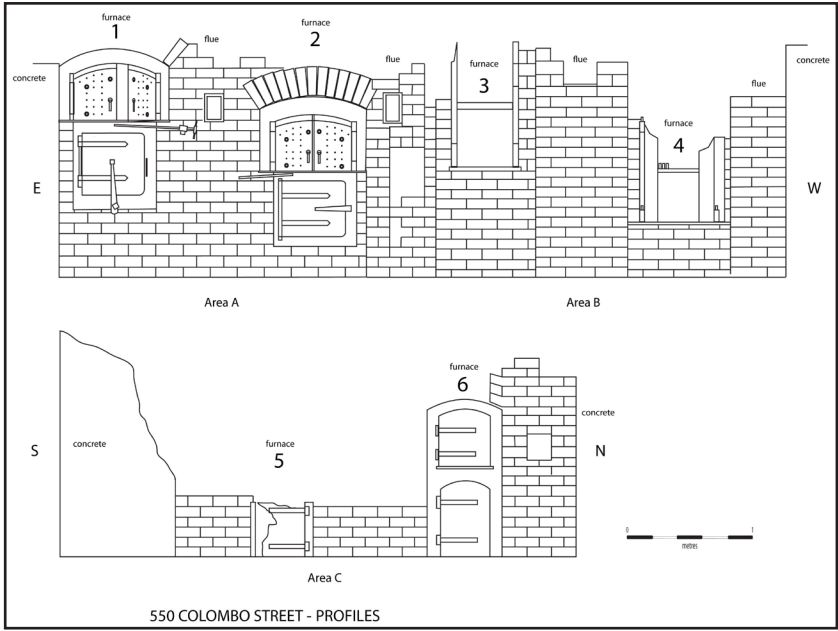 furnace
1
flue
furnace
2
flue
furnace
3
flue
furnace
4
flue
concrete
concrete
E
W
Area A
Area B
furnace
6
concrete
furnace
5
concrete
S
N
0
1
metres
Area C
550 COLOMBO STREET - PROFILES